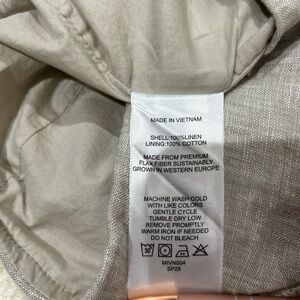 MADE IN VIETNAM
SHELL:100%LINEN
LINING:100% COTTON
MADE FROM PREMIUM
FLAX FIBER SUSTAINABLY
GROWN IN WESTERN EUROPE
MACHINE WASH COLD
WITH LIKE COLORS
GENTLE CYCLE
TUMBLE DRY LOW
REMOVE PROMPTLY
WARM IRON IF NEEDED
DO NOT BLEACH
MIVN004
SP25